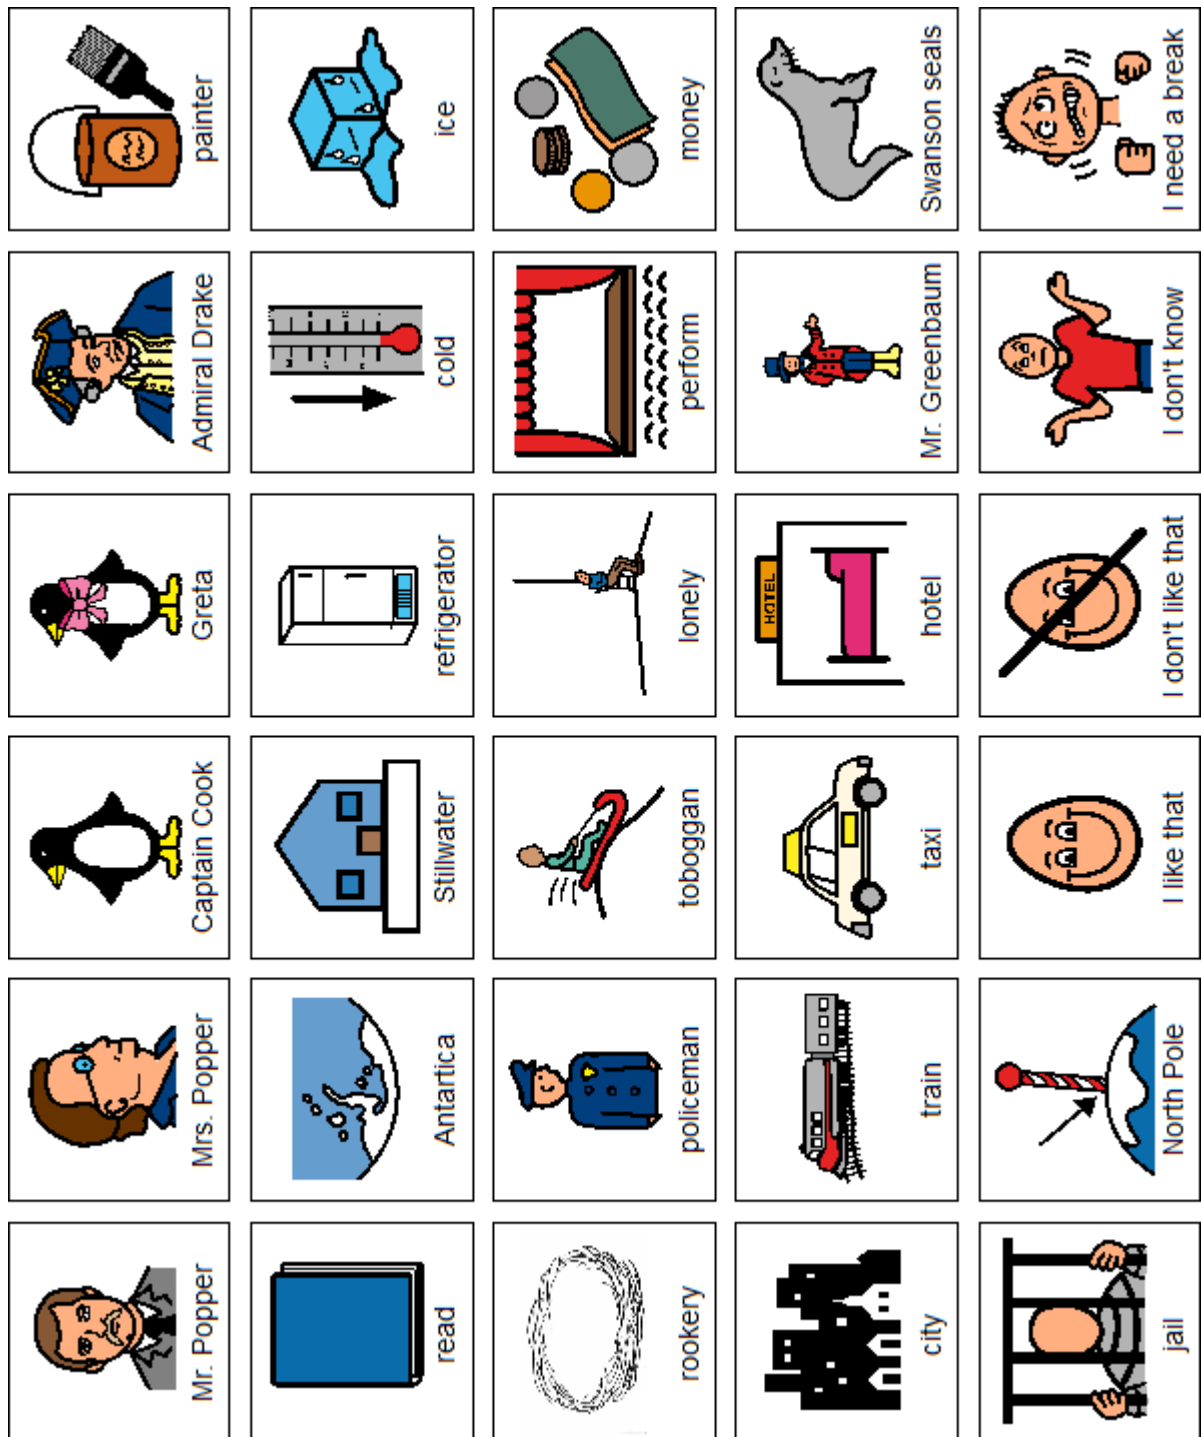 Mr. Popper
Mrs. Popper
Captain Cook
Greta
Admiral Drake
painter
read
Antartica
Stillwater
refrigerator
cold
ice
rookery
policeman
toboggan
lonely
perform
money
city
train
taxi
HOTEL
hotel
Mr. Greenbaum
Swanson seals
jail
North Pole
I like that
I don't like that
I don't know
I need a break